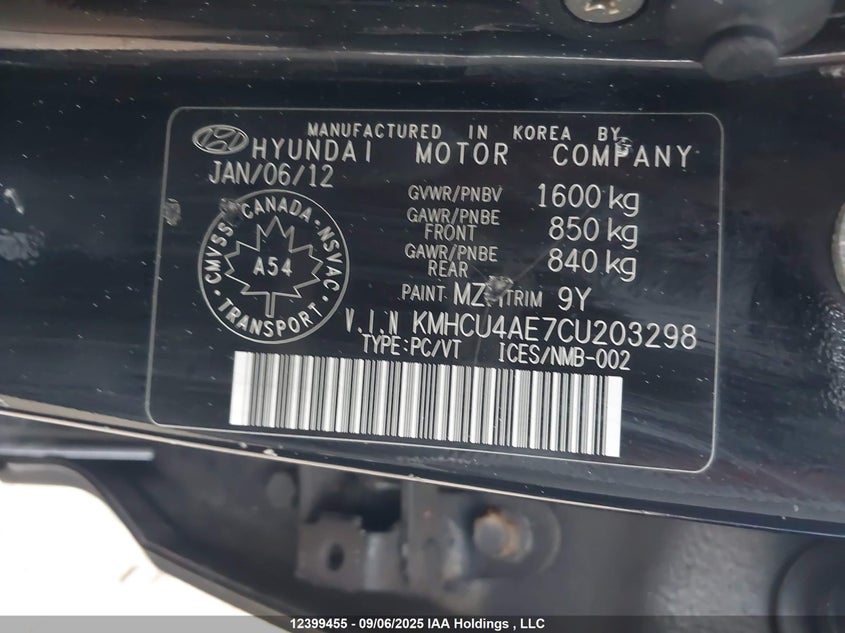 MANUFACTURED IN KOREA BY
HYUNDAI MOTOR COMPANY
JAN/06/12
GVWR/PNBV 1600 kg
GAWR/PNBE FRONT 850 kg
GAWR/PNBE REAR 840 kg
PAINT TRIM 9Y
CANADA
CMVSS · NSVAC
A54
TRANSPORT
V.I.N KMHCU4AE7CU203298
TYPE:PC/VT ICES/NMB-002
12399455 - 09/06/2025 IAA Holdings , LLC